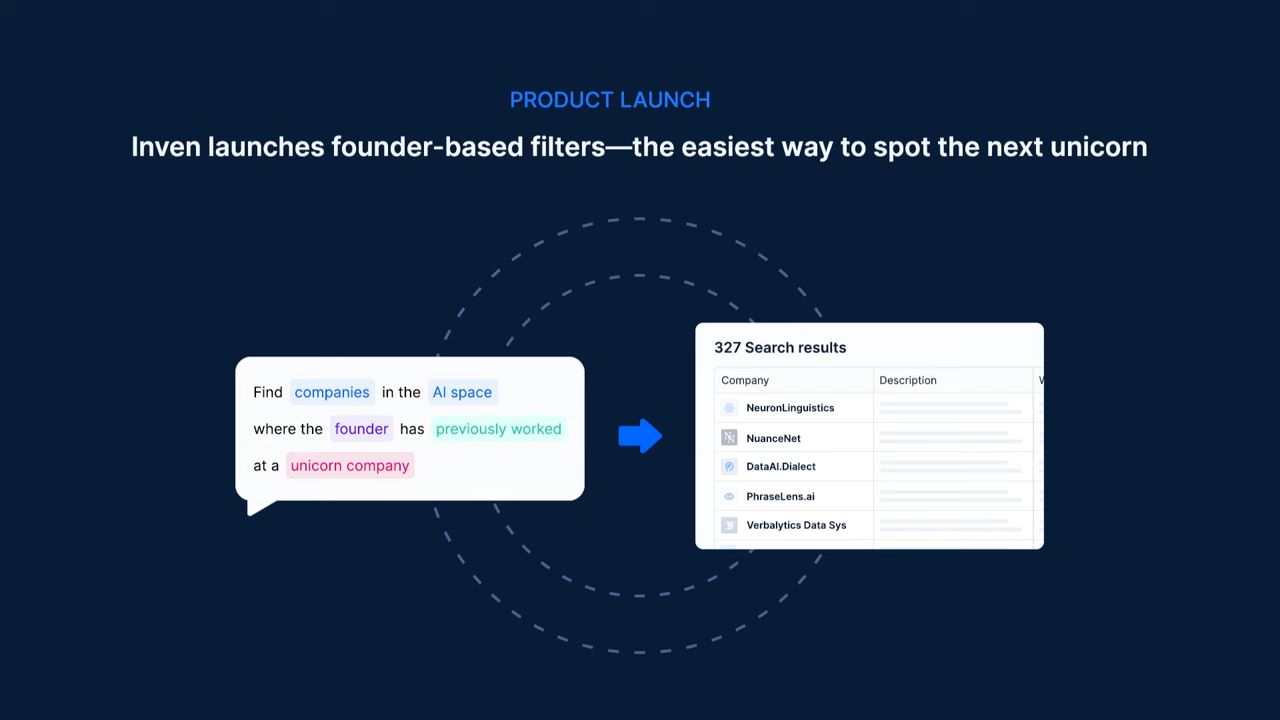 PRODUCT LAUNCH
Inven launches founder-based filters—the easiest way to spot the next unicorn
Find companies in the AI space
where the founder has previously worked
at a unicorn company
327 Search results
Company Description
NeuronLinguistics
NuanceNet
DataAI.Dialect
PhraseLens.ai
Verbalytics Data Sys